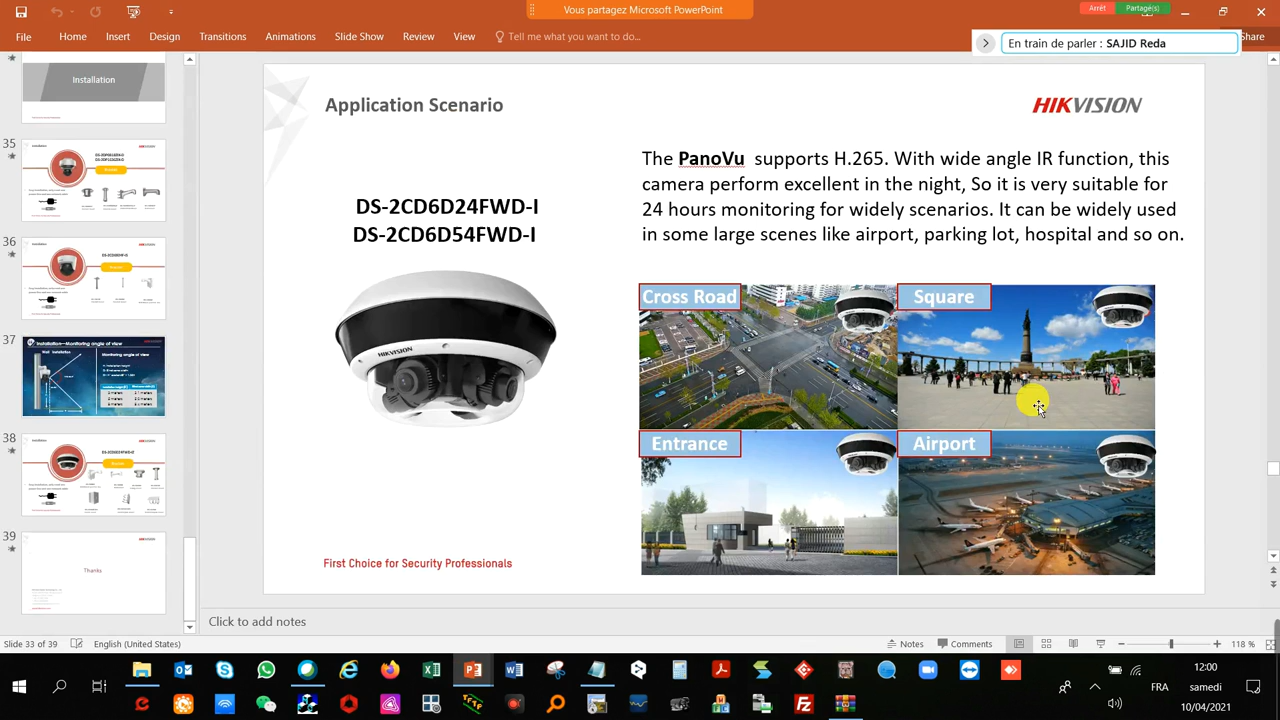 Vous partagez Microsoft PowerPoint
Arrêt
Partagé(s)
File
Home
Insert
Design
Transitions
Animations
Slide Show
Review
View
Tell me what you want to do...
Share
En train de parler : SAJID Reda
Installation
35
36
37
38
39
Thanks
Application Scenario
HIKVISION
DS-2CD6D24FWD-I
DS-2CD6D54FWD-I
HIKVISION
The PanoVu supports H.265. With wide angle IR function, this
camera perform excellent in the night, So it is very suitable for
24 hours monitoring for widely scenarios. It can be widely used
in some large scenes like airport, parking lot, hospital and so on.
Cross Road
Square
Entrance
Airport
First Choice for Security Professionals
Click to add notes
Slide 33 of 39
English (United States)
Notes
Comments
118 %
12:00
FRA
samedi
10/04/2021